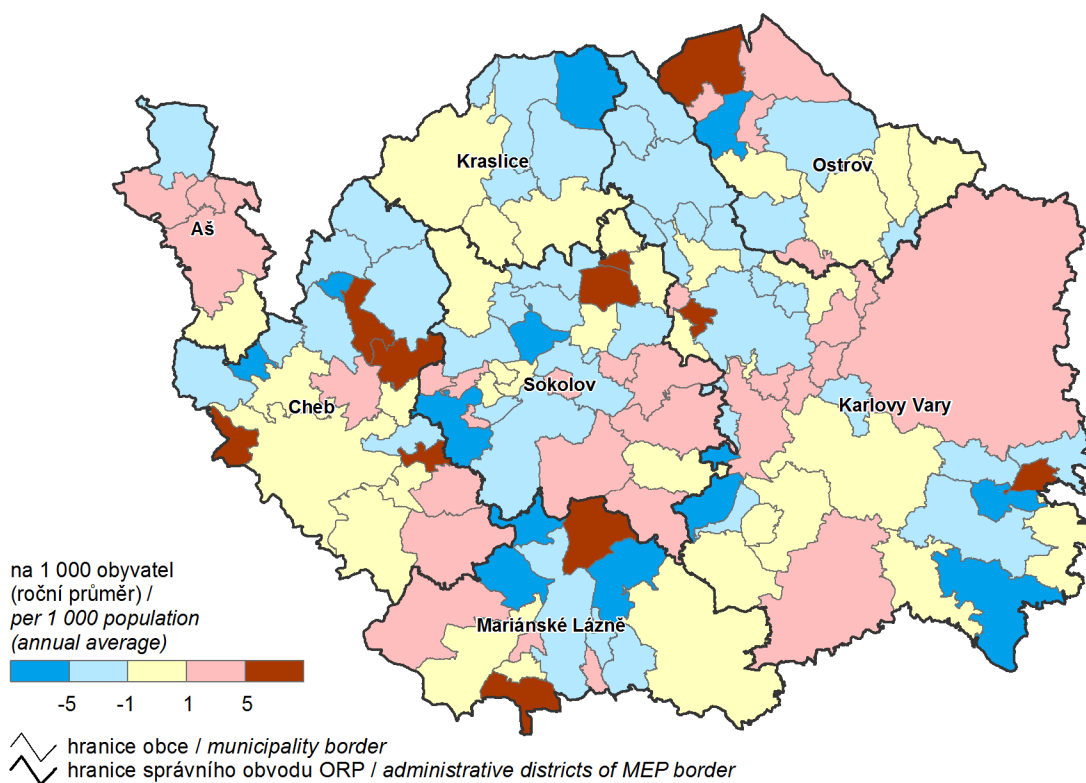 Kraslice
Ostrov
Aš
Sokolov
Cheb
Karlovy Vary
Mariánské Lázně
na 1 000 obyvatel
(roční průměr) /
per 1 000 population
(annual average)
-5 -1 1 5
hranice obce / municipality border
hranice správního obvodu ORP / administrative districts of MEP border